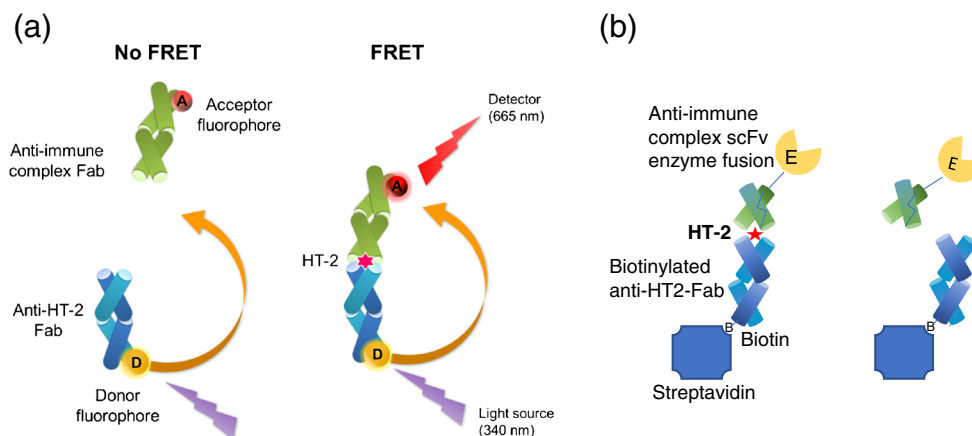 (a)
No FRET
FRET
A
Acceptor
fluorophore
Anti-immune
complex Fab
Anti-HT-2
Fab
D
Donor
fluorophore
Detector
(665 nm)
A
HT-2
D
Light source
(340 nm)
(b)
Anti-immune
complex scFv
enzyme fusion
E
HT-2
Biotinylated
anti-HT2-Fab
B
Biotin
Streptavidin
E
B